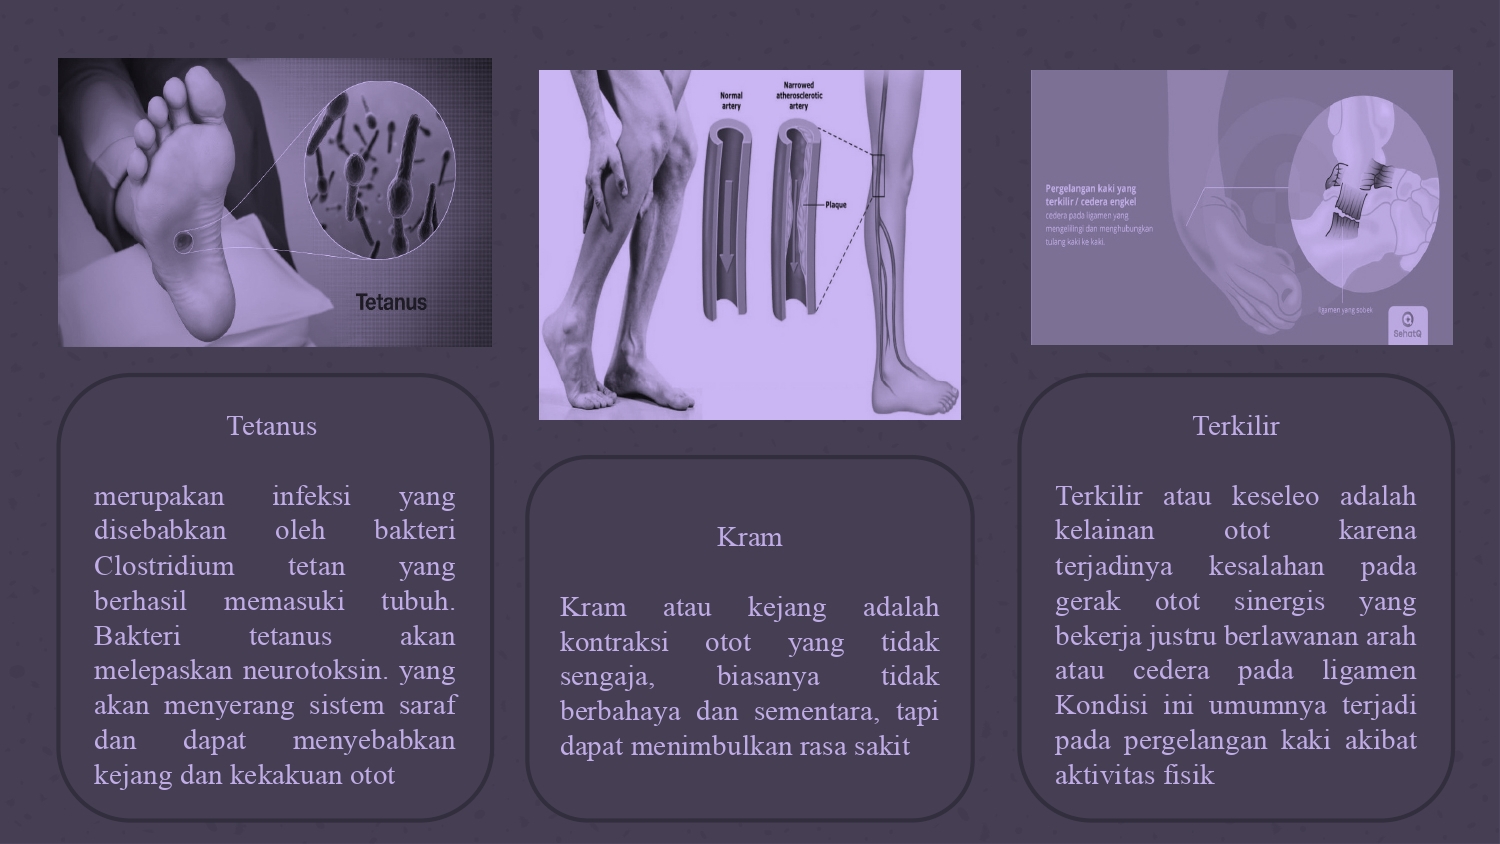 Tetanus
Normal
artery
Narrowed
atherosclerotic
artery
Plaque
Pergelangan kaki yang
terkilir / cedera engkel
cedera pada ligamen yang
mengelilingi dan menghubungkan
tulang kaki ke kaki.
ligamen yang sobek
SehatQ
Tetanus
merupakan infeksi yang
disebabkan oleh bakteri
Clostridium tetan yang
berhasil memasuki tubuh.
Bakteri tetanus akan
melepaskan neurotoksin. yang
akan menyerang sistem saraf
dan dapat menyebabkan
kejang dan kekakuan otot
Kram
Kram atau kejang adalah
kontraksi otot yang tidak
sengaja, biasanya tidak
berbahaya dan sementara, tapi
dapat menimbulkan rasa sakit
Terkilir
Terkilir atau keseleo adalah
kelainan otot karena
terjadinya kesalahan pada
gerak otot sinergis yang
bekerja justru berlawanan arah
atau cedera pada ligamen
Kondisi ini umumnya terjadi
pada pergelangan kaki akibat
aktivitas fisik